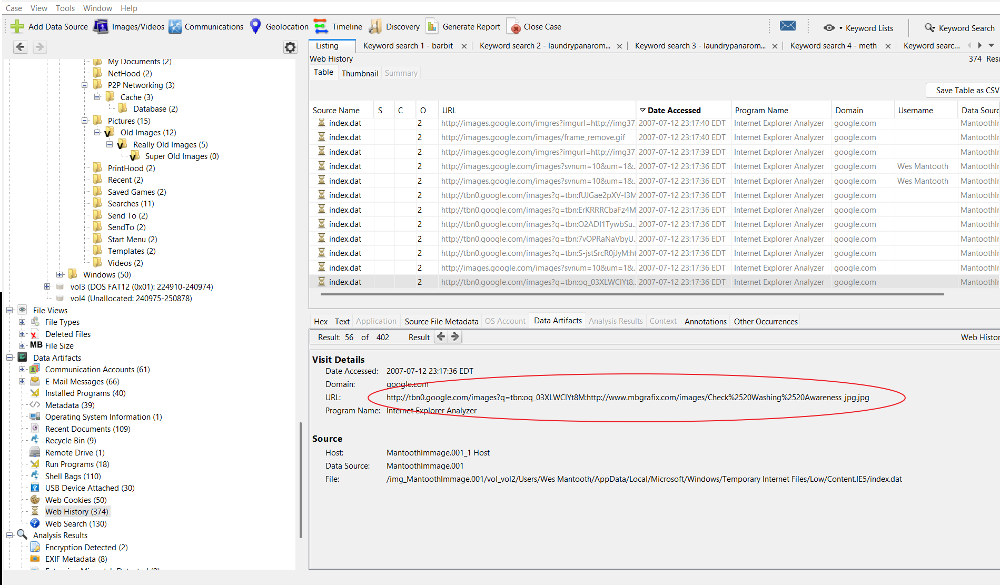 Case View Tools Window Help
Add Data Source Images/Videos Communications Geolocation Timeline Discovery Generate Report Close Case Keyword Lists Keyword Search
Listing Keyword search 1 - barbit Keyword search 2 - laundrypanarom... Keyword search 3 - laundrypanarom... Keyword search 4 - meth Keyword searc...
My Documents (2)
NetHood (2)
P2P Networking (3)
Cache (3)
Database (2)
Pictures (15)
Old Images (12)
Really Old Images (5)
Super Old Images (0)
PrintHood (2)
Recent (2)
Saved Games (2)
Searches (11)
Send To (2)
SendTo (2)
Start Menu (2)
Templates (2)
Videos (2)
Windows (50)
vol3 (DOS FAT12 (0x01): 224910-240974)
vol4 (Unallocated: 240975-250878)
File Views
File Types
Deleted Files
MB File Size
Data Artifacts
Communication Accounts (61)
E-Mail Messages (66)
Installed Programs (40)
Metadata (39)
Operating System Information (1)
Recent Documents (109)
Recycle Bin (9)
Remote Drive (1)
Run Programs (18)
Shell Bags (110)
USB Device Attached (30)
Web Cookies (50)
Web History (374)
Web Search (130)
Analysis Results
Encryption Detected (2)
EXIF Metadata (8)
Web History 374 Resu
Table Thumbnail Summary
Save Table as CSV
Source Name S C O URL Date Accessed Program Name Domain Username Data Sourc
index.dat 2 http://images.google.com/imgres?imgurl=http://img37 2007-07-12 23:17:40 EDT Internet Explorer Analyzer google.com MantoothIr
index.dat 2 http://images.google.com/images/frame_remove.gif 2007-07-12 23:17:40 EDT Internet Explorer Analyzer google.com MantoothIr
index.dat 2 http://images.google.com/imgres?imgurl=http://img37 2007-07-12 23:17:39 EDT Internet Explorer Analyzer google.com MantoothIr
index.dat 2 http://images.google.com/images?svnum=10&um=1&.. 2007-07-12 23:17:36 EDT Internet Explorer Analyzer google.com Wes Mantooth MantoothIr
index.dat 2 http://images.google.com/images?svnum=10&um=1&.. 2007-07-12 23:17:36 EDT Internet Explorer Analyzer google.com Wes Mantooth MantoothIr
index.dat 2 http://tbn0.google.com/images?q=tbn:fUJGae2pXV-I3M 2007-07-12 23:17:36 EDT Internet Explorer Analyzer google.com MantoothIr
index.dat 2 http://tbn0.google.com/images?q=tbn:ErKRRRCbaFz4M 2007-07-12 23:17:36 EDT Internet Explorer Analyzer google.com MantoothIr
index.dat 2 http://tbn0.google.com/images?q=tbn:O2ADI1TywbSu.. 2007-07-12 23:17:36 EDT Internet Explorer Analyzer google.com MantoothIr
index.dat 2 http://tbn0.google.com/images?q=tbn:7vOPRaNaVbyU.. 2007-07-12 23:17:36 EDT Internet Explorer Analyzer google.com MantoothIr
index.dat 2 http://tbn0.google.com/images?q=tbn:S-jstSrcR0jJyM:ht 2007-07-12 23:17:36 EDT Internet Explorer Analyzer google.com MantoothIr
index.dat 2 http://images.google.com/images?svnum=10&um=1&.. 2007-07-12 23:17:36 EDT Internet Explorer Analyzer google.com MantoothIr
index.dat 2 http://tbn0.google.com/images?q=tbn:oq_03XLWCIYt8.. 2007-07-12 23:17:36 EDT Internet Explorer Analyzer google.com MantoothIr
Hex Text Application Source File Metadata OS Account Data Artifacts Analysis Results Context Annotations Other Occurrences
Result: 56 of 402 Result Web Histor
Visit Details
Date Accessed: 2007-07-12 23:17:36 EDT
Domain: google.com
URL: http://tbn0.google.com/images?q=tbn:oq_03XLWCIYt8M:http://www.mbgrafix.com/images/Check%2520Washing%2520Awareness_jpg.jpg
Program Name: Internet Explorer Analyzer
Source
Host: MantoothImmage.001_1 Host
Data Source: MantoothImmage.001
File: /img_MantoothImmage.001/vol_vol2/Users/Wes Mantooth/AppData/Local/Microsoft/Windows/Temporary Internet Files/Low/Content.IE5/index.dat